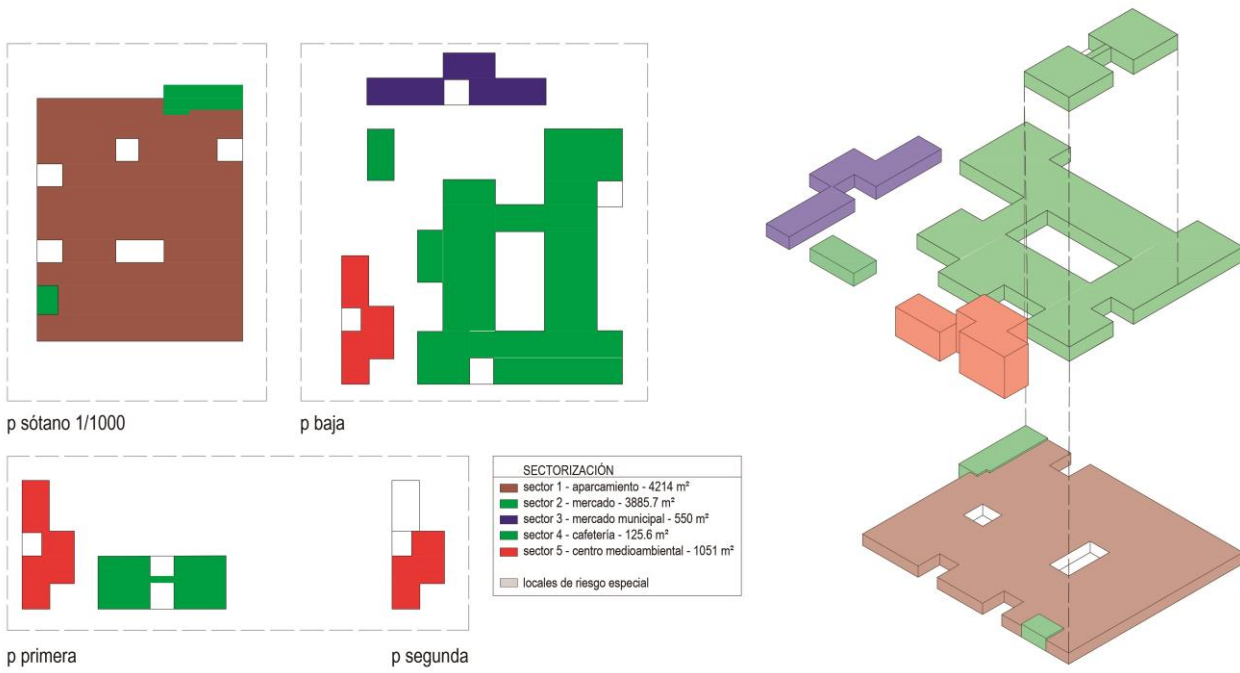 p sótano 1/1000
p baja
p primera
p segunda
SECTORIZACIÓN
sector 1 - aparcamiento - 4214 m²
sector 2 - mercado - 3885.7 m²
sector 3 - mercado municipal - 550 m²
sector 4 - cafetería - 125.6 m²
sector 5 - centro medioambiental - 1051 m²
locales de riesgo especial